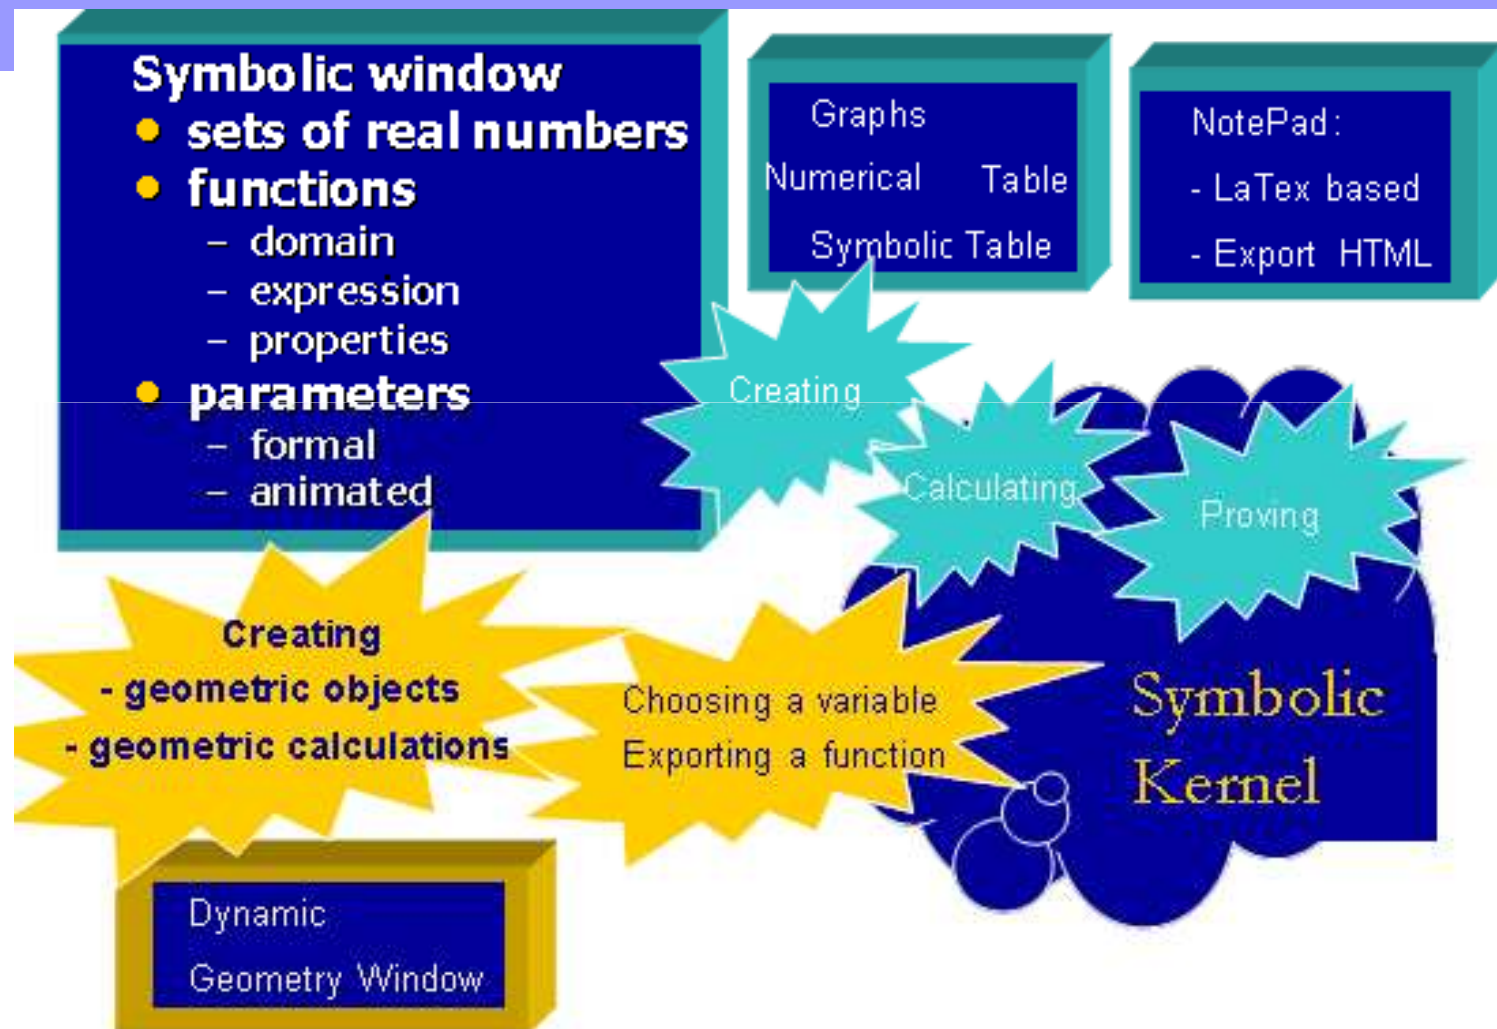 Symbolic window
• sets of real numbers
• functions
– domain
– expression
– properties
• parameters
– formal
– animated
Graphs
Numerical Table
Symbolic Table
NotePad:
- LaTex based
- Export HTML
Creating
Calculating
Proving
Creating
- geometric objects
- geometric calculations
Choosing a variable
Exporting a function
Symbolic
Kernel
Dynamic
Geometry Window